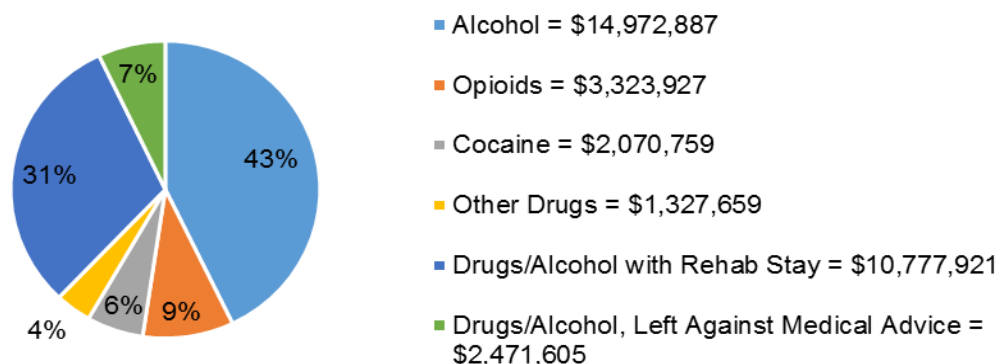 7%
43%
31%
6%
9%
4%
Alcohol = $14,972,887
Opioids = $3,323,927
Cocaine = $2,070,759
Other Drugs = $1,327,659
Drugs/Alcohol with Rehab Stay = $10,777,921
Drugs/Alcohol, Left Against Medical Advice =
$2,471,605